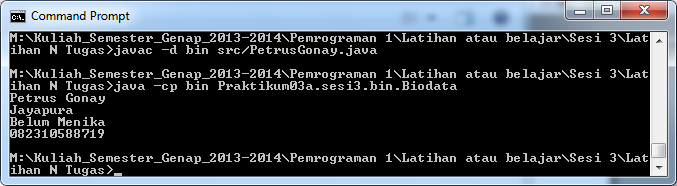 Command Prompt
M:\Kuliah_Semester_Genap_2013-2014\Pemrograman 1\Latihan atau belajar\Sesi 3\Lat
ihan N Tugas>javac -d bin src/PetrusGonay.java
M:\Kuliah_Semester_Genap_2013-2014\Pemrograman 1\Latihan atau belajar\Sesi 3\Lat
ihan N Tugas>java -cp bin Praktikum03a.sesi3.bin.Biodata
Petrus Gonay
Jayapura
Belum Menika
082310588719
M:\Kuliah_Semester_Genap_2013-2014\Pemrograman 1\Latihan atau belajar\Sesi 3\Lat
ihan N Tugas>_